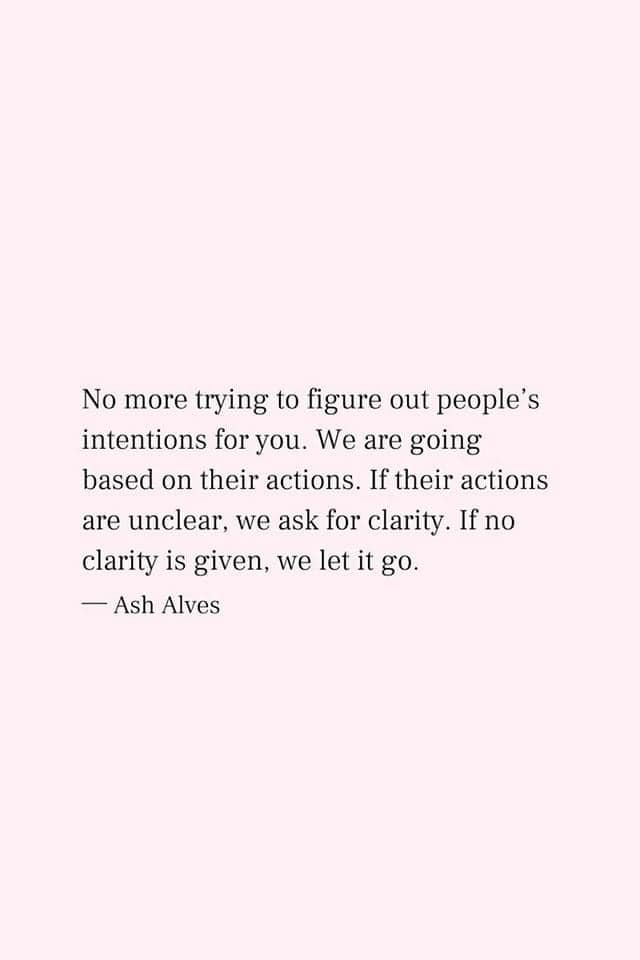 No more trying to figure out people’s
intentions for you. We are going
based on their actions. If their actions
are unclear, we ask for clarity. If no
clarity is given, we let it go.
— Ash Alves